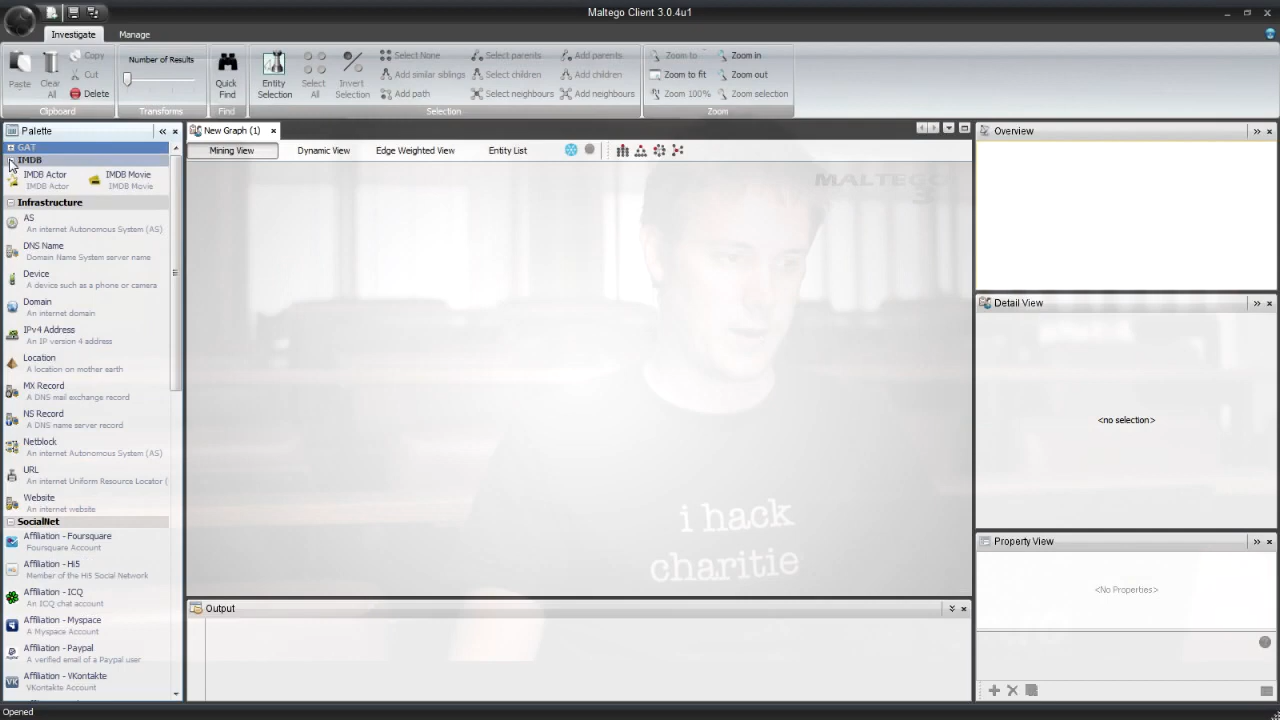 Maltego Client 3.0.4u1
Investigate
Manage
Paste
Clear All
Copy
Cut
Delete
Clipboard
Number of Results
Transforms
Quick Find
Find
Entity Selection
Select All
Invert Selection
Select None
Add similar siblings
Add path
Select parents
Select children
Select neighbours
Add parents
Add children
Add neighbours
Selection
Zoom to
Zoom to fit
Zoom 100%
Zoom in
Zoom out
Zoom selection
Zoom
Palette
GAT
IMDB
IMDB Actor
IMDB Actor
IMDB Movie
IMDB Movie
Infrastructure
AS
An internet Autonomous System (AS)
DNS Name
Domain Name System server name
Device
A device such as a phone or camera
Domain
An internet domain
IPv4 Address
An IP version 4 address
Location
A location on mother earth
MX Record
A DNS mail exchange record
NS Record
A DNS name server record
Netblock
An internet Autonomous System (AS)
URL
An internet Uniform Resource Locator (
Website
An internet website
SocialNet
Affiliation - Foursquare
Foursquare Account
Affiliation - Hi5
Member of the Hi5 Social Network
Affiliation - ICQ
An ICQ chat account
Affiliation - Myspace
A Myspace Account
Affiliation - Paypal
A verified email of a Paypal user
Affiliation - VKontakte
VKontakte Account
Opened
New Graph (1)
Mining View
Dynamic View
Edge Weighted View
Entity List
MALTEGO
3
i hack
charitie
Output
Overview
Detail View
<no selection>
Property View
<No Properties>